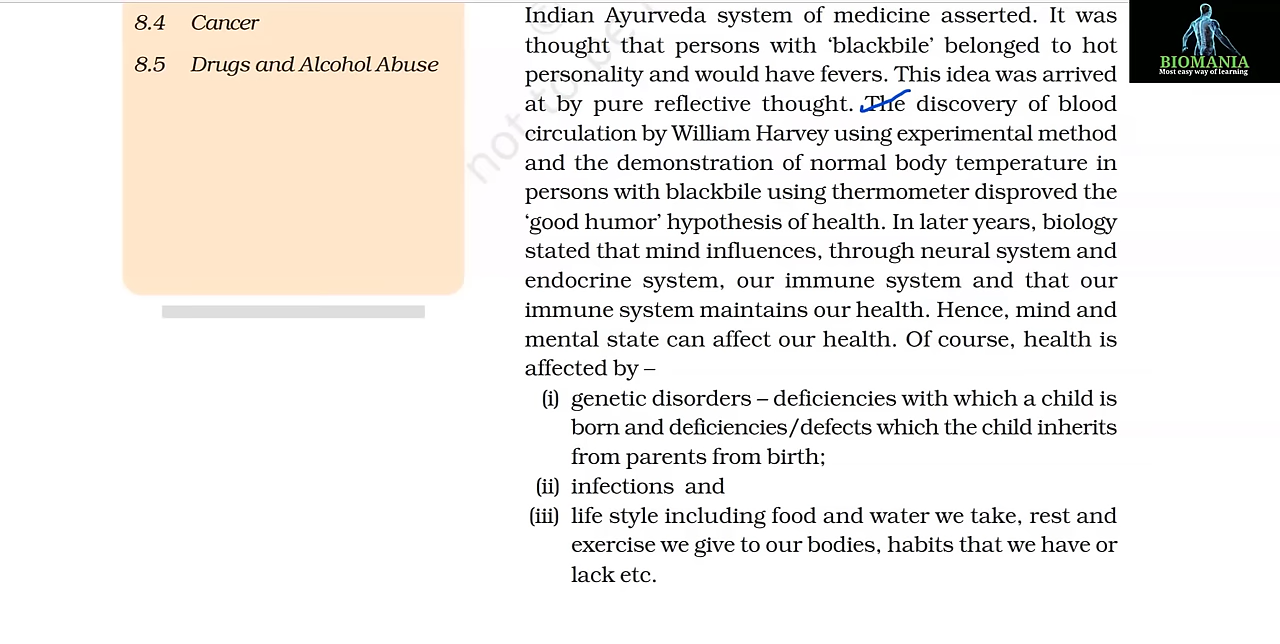 8.4 Cancer
8.5 Drugs and Alcohol Abuse
Indian Ayurveda system of medicine asserted. It was
thought that persons with ‘blackbile’ belonged to hot
personality and would have fevers. This idea was arrived
at by pure reflective thought. The discovery of blood
circulation by William Harvey using experimental method
and the demonstration of normal body temperature in
persons with blackbile using thermometer disproved the
‘good humor’ hypothesis of health. In later years, biology
stated that mind influences, through neural system and
endocrine system, our immune system and that our
immune system maintains our health. Hence, mind and
mental state can affect our health. Of course, health is
affected by –
(i) genetic disorders – deficiencies with which a child is
born and deficiencies/defects which the child inherits
from parents from birth;
(ii) infections and
(iii) life style including food and water we take, rest and
exercise we give to our bodies, habits that we have or
lack etc.
BIOMANIA
Most easy way of learning
not to be